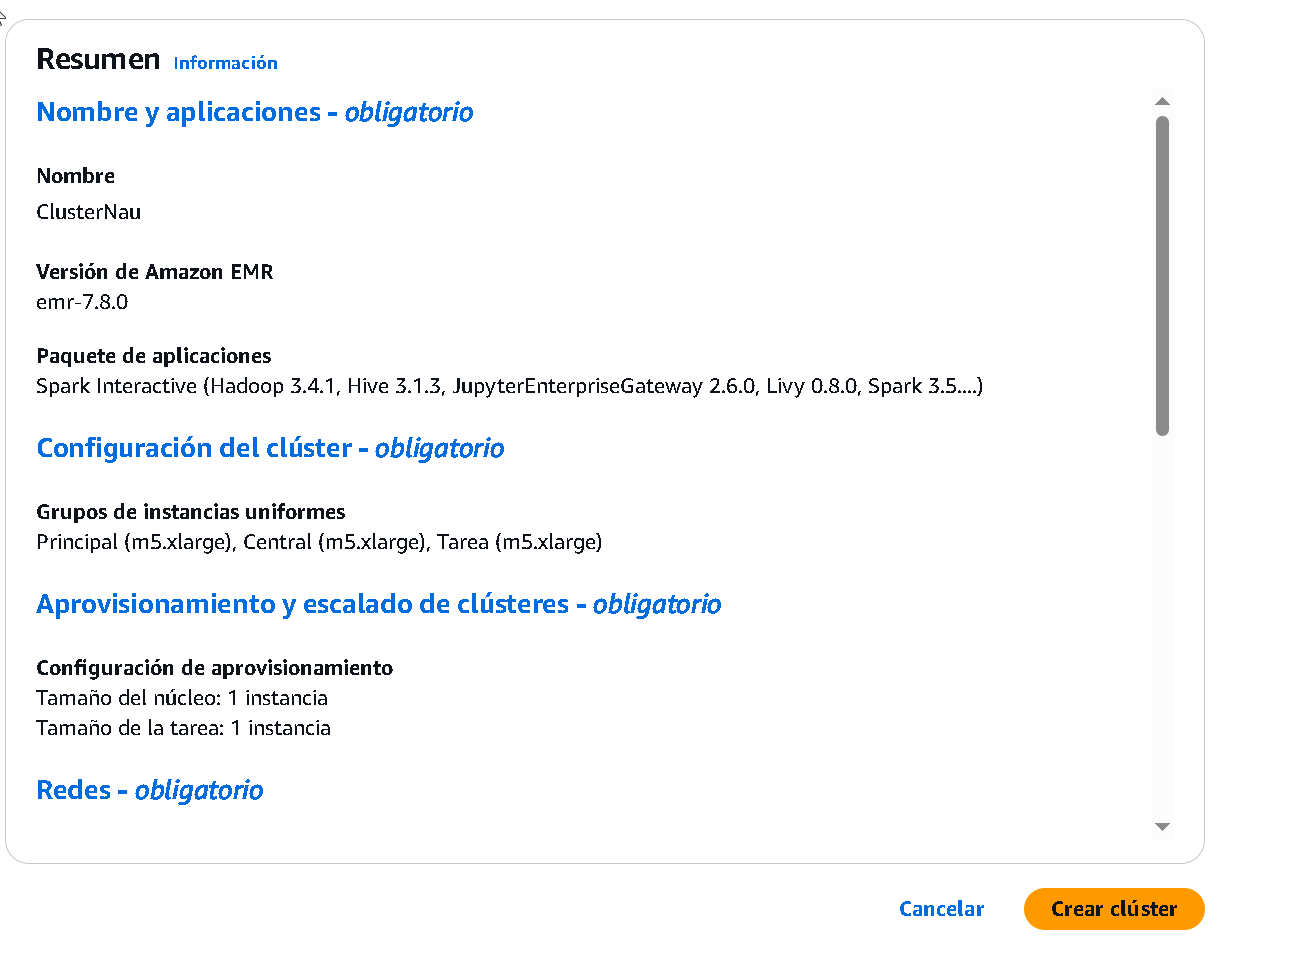 Resumen Información
Nombre y aplicaciones - obligatorio
Nombre
ClusterNau
Versión de Amazon EMR
emr-7.8.0
Paquete de aplicaciones
Spark Interactive (Hadoop 3.4.1, Hive 3.1.3, JupyterEnterpriseGateway 2.6.0, Livy 0.8.0, Spark 3.5....)
Configuración del clúster - obligatorio
Grupos de instancias uniformes
Principal (m5.xlarge), Central (m5.xlarge), Tarea (m5.xlarge)
Aprovisionamiento y escalado de clústeres - obligatorio
Configuración de aprovisionamiento
Tamaño del núcleo: 1 instancia
Tamaño de la tarea: 1 instancia
Redes - obligatorio
Cancelar Crear clúster